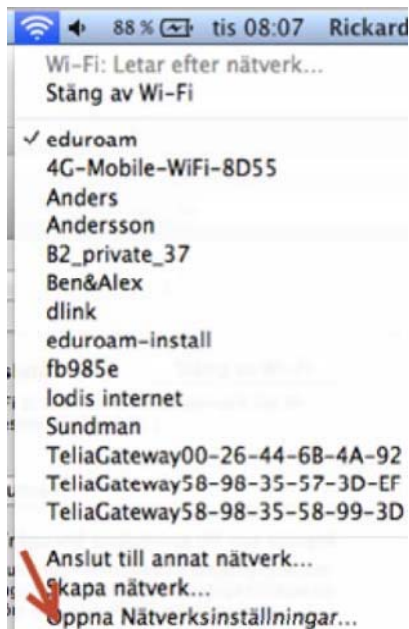 88 % tis 08:07 Rickard
Wi-Fi: Letar efter nätverk...
Stäng av Wi-Fi
✓ eduroam
4G-Mobile-WiFi-8D55
Anders
Andersson
B2_private_37
Ben&Alex
dlink
eduroam-install
fb985e
lodis internet
Sundman
TeliaGateway00-26-44-6B-4A-92
TeliaGateway58-98-35-57-3D-EF
TeliaGateway58-98-35-58-99-3D
Anslut till annat nätverk...
Skapa nätverk...
Öppna Nätverksinställningar...